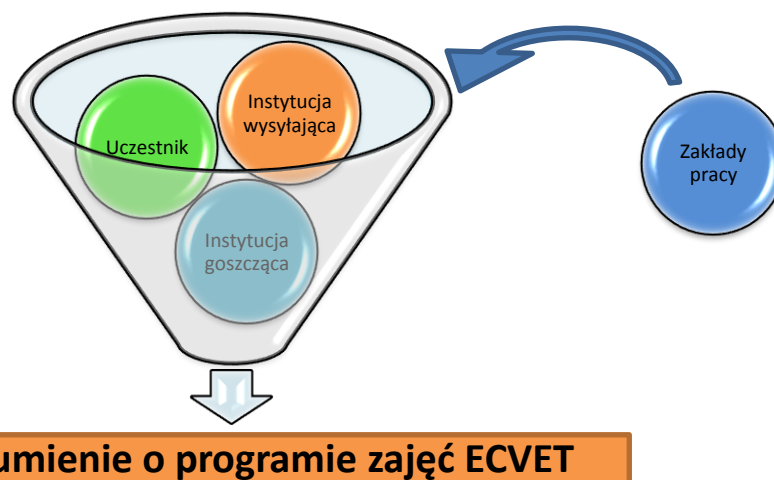 Instytucja
wysyłająca
Uczestnik
Zakłady
pracy
Instytucja
goszcząca
umienie o programie zajęć ECVET